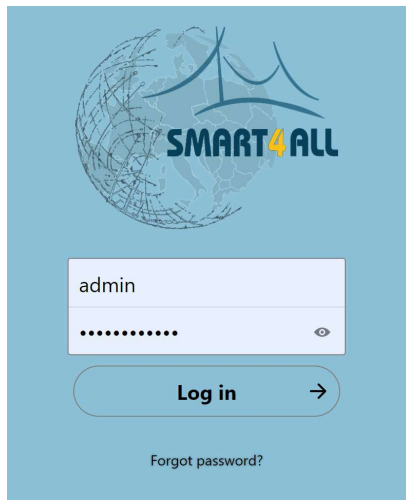 SMART4ALL
admin
••••••••••••
Log in
Forgot password?